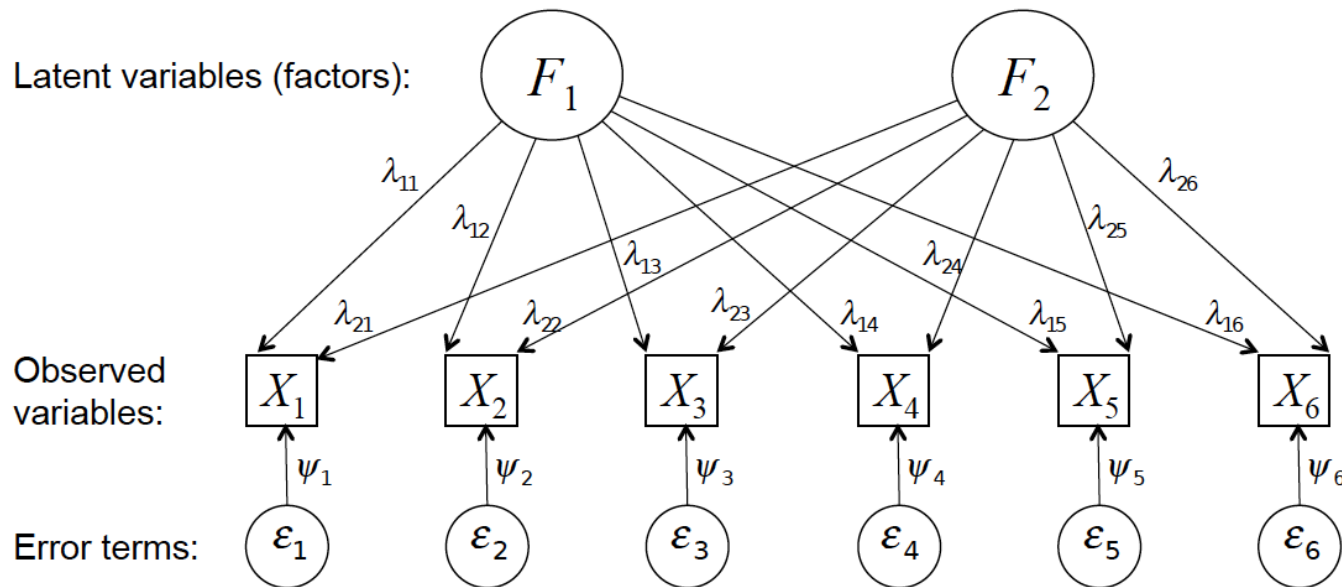 Latent variables (factors):
F₁ F₂
λ₁₁
λ₂₆
λ₁₂
λ₂₅
λ₁₃
λ₂₄
λ₂₃
λ₂₁ λ₂₂ λ₁₄ λ₁₅ λ₁₆
Observed
variables:
X₁ X₂ X₃ X₄ X₅ X₆
ψ₁ ψ₂ ψ₃ ψ₄ ψ₅ ψ₆
Error terms:
ε₁ ε₂ ε₃ ε₄ ε₅ ε₆